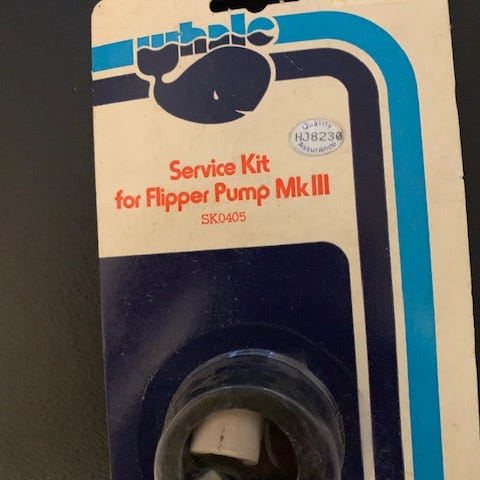 whale
Quality
HJ8230
Assurance
Service Kit
for Flipper Pump Mk III
SK0405